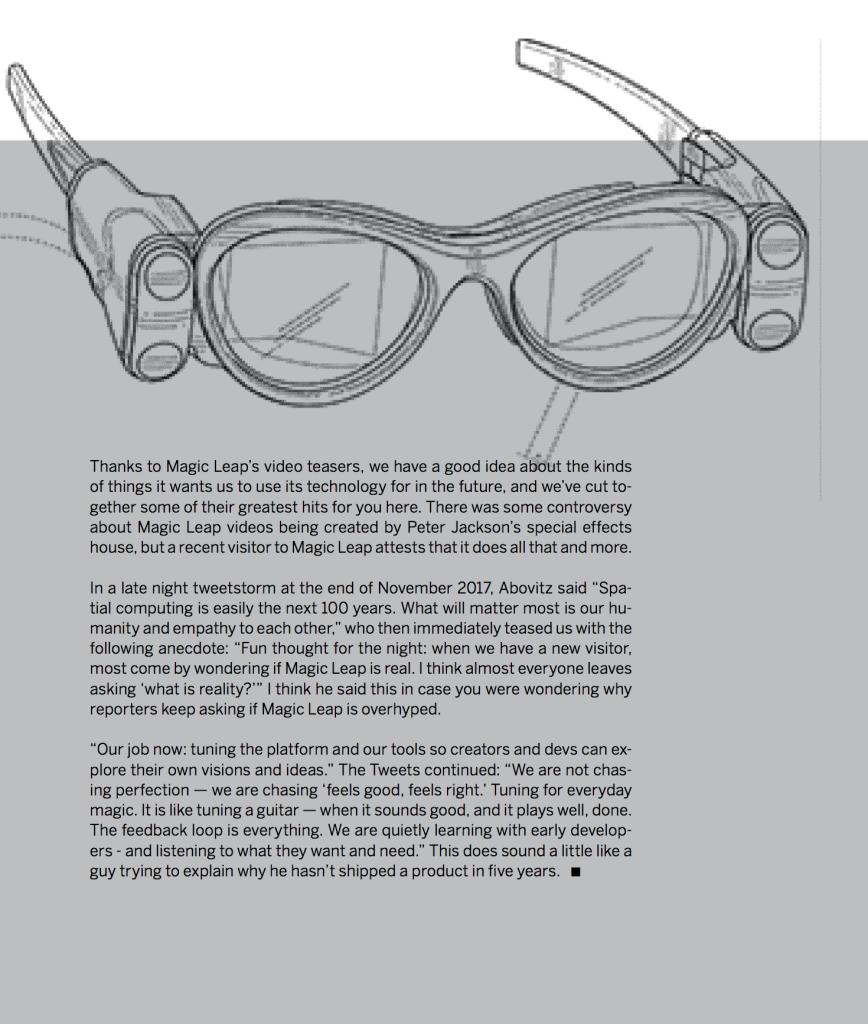 Thanks to Magic Leap's video teasers, we have a good idea about the kinds
of things it wants us to use its technology for in the future, and we've cut to-
gether some of their greatest hits for you here. There was some controversy
about Magic Leap videos being created by Peter Jackson's special effects
house, but a recent visitor to Magic Leap attests that it does all that and more.
In a late night tweetstorm at the end of November 2017, Abovitz said “Spa-
tial computing is easily the next 100 years. What will matter most is our hu-
manity and empathy to each other,” who then immediately teased us with the
following anecdote: “Fun thought for the night: when we have a new visitor,
most come by wondering if Magic Leap is real. I think almost everyone leaves
asking ‘what is reality?’” I think he said this in case you were wondering why
reporters keep asking if Magic Leap is overhyped.
“Our job now: tuning the platform and our tools so creators and devs can ex-
plore their own visions and ideas.” The Tweets continued: “We are not chas-
ing perfection — we are chasing ‘feels good, feels right.’ Tuning for everyday
magic. It is like tuning a guitar — when it sounds good, and it plays well, done.
The feedback loop is everything. We are quietly learning with early develop-
ers - and listening to what they want and need.” This does sound a little like a
guy trying to explain why he hasn't shipped a product in five years. ■